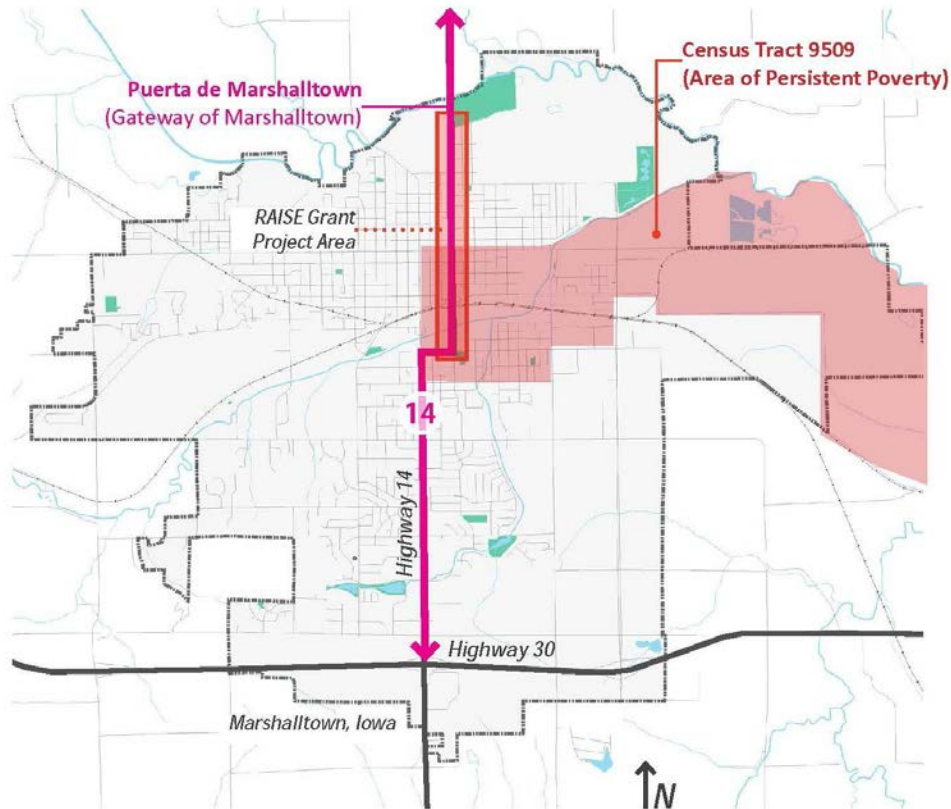 Puerta de Marshalltown
(Gateway of Marshalltown)
Census Tract 9509
(Area of Persistent Poverty)
RAISE Grant
Project Area
14
Highway 14
Highway 30
Marshalltown, Iowa
N